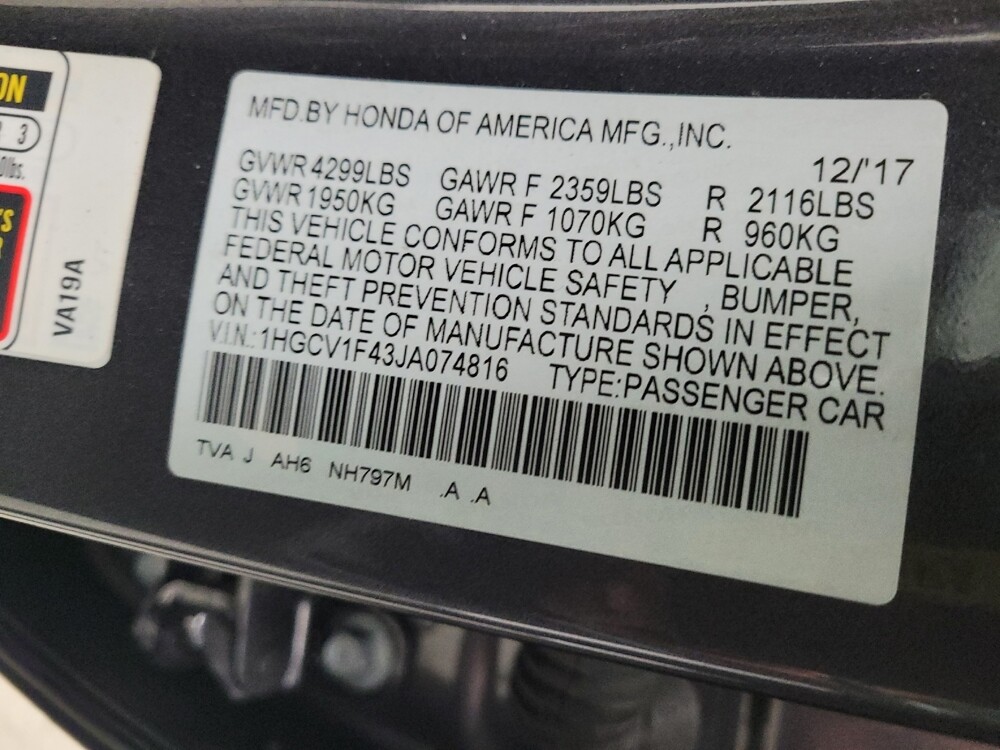 ON
3
0lbs.
VA19A
MFD.BY HONDA OF AMERICA MFG.,INC.
12/'17
GVWR 4299LBS GAWR F 2359LBS R 2116LBS
GVWR 1950KG GAWR F 1070KG R 960KG
THIS VEHICLE CONFORMS TO ALL APPLICABLE
FEDERAL MOTOR VEHICLE SAFETY , BUMPER,
AND THEFT PREVENTION STANDARDS IN EFFECT
ON THE DATE OF MANUFACTURE SHOWN ABOVE.
V.I.N.:1HGCV1F43JA074816 TYPE:PASSENGER CAR
TVA J AH6 NH797M .A .A